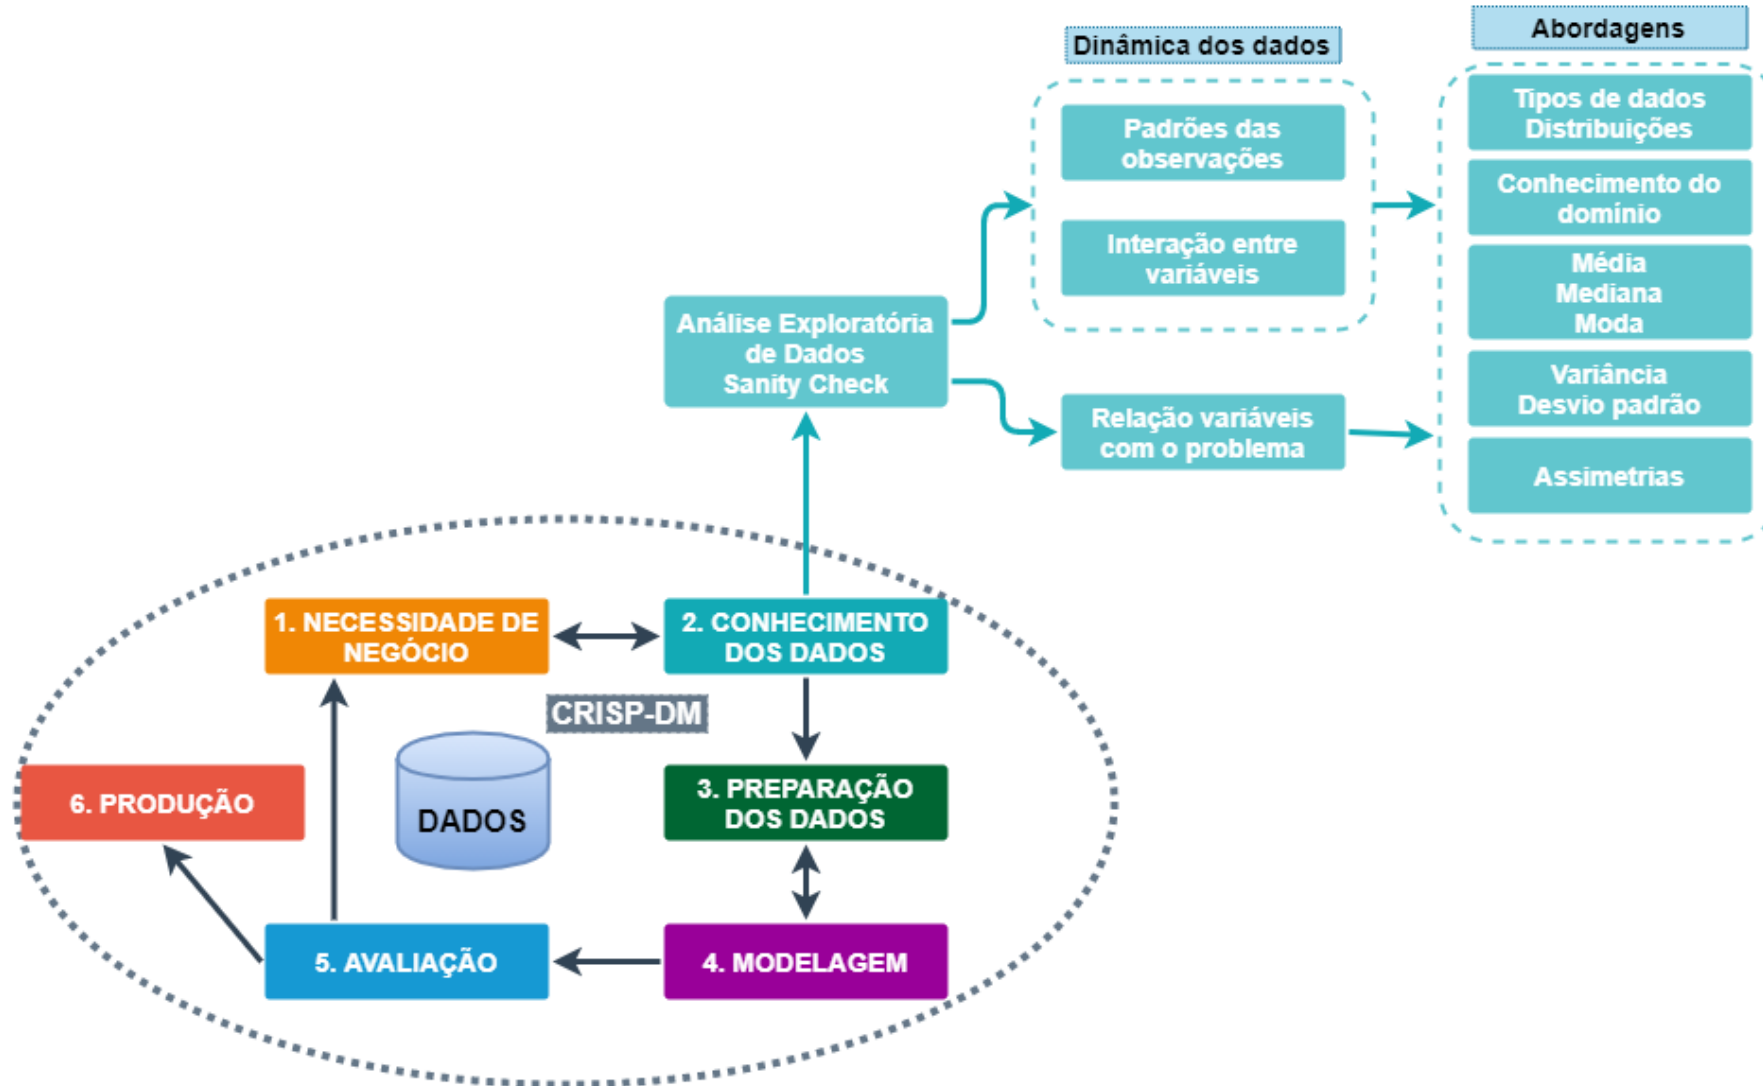 Dinâmica dos dados
Padrões das
observações
Interação entre
variáveis
Abordagens
Tipos de dados
Distribuições
Conhecimento do
domínio
Média
Mediana
Moda
Variância
Desvio padrão
Assimetrias
Análise Exploratória
de Dados
Sanity Check
Relação variáveis
com o problema
1. NECESSIDADE DE
NEGÓCIO
2. CONHECIMENTO
DOS DADOS
CRISP-DM
DADOS
3. PREPARAÇÃO
DOS DADOS
4. MODELAGEM
5. AVALIAÇÃO
6. PRODUÇÃO